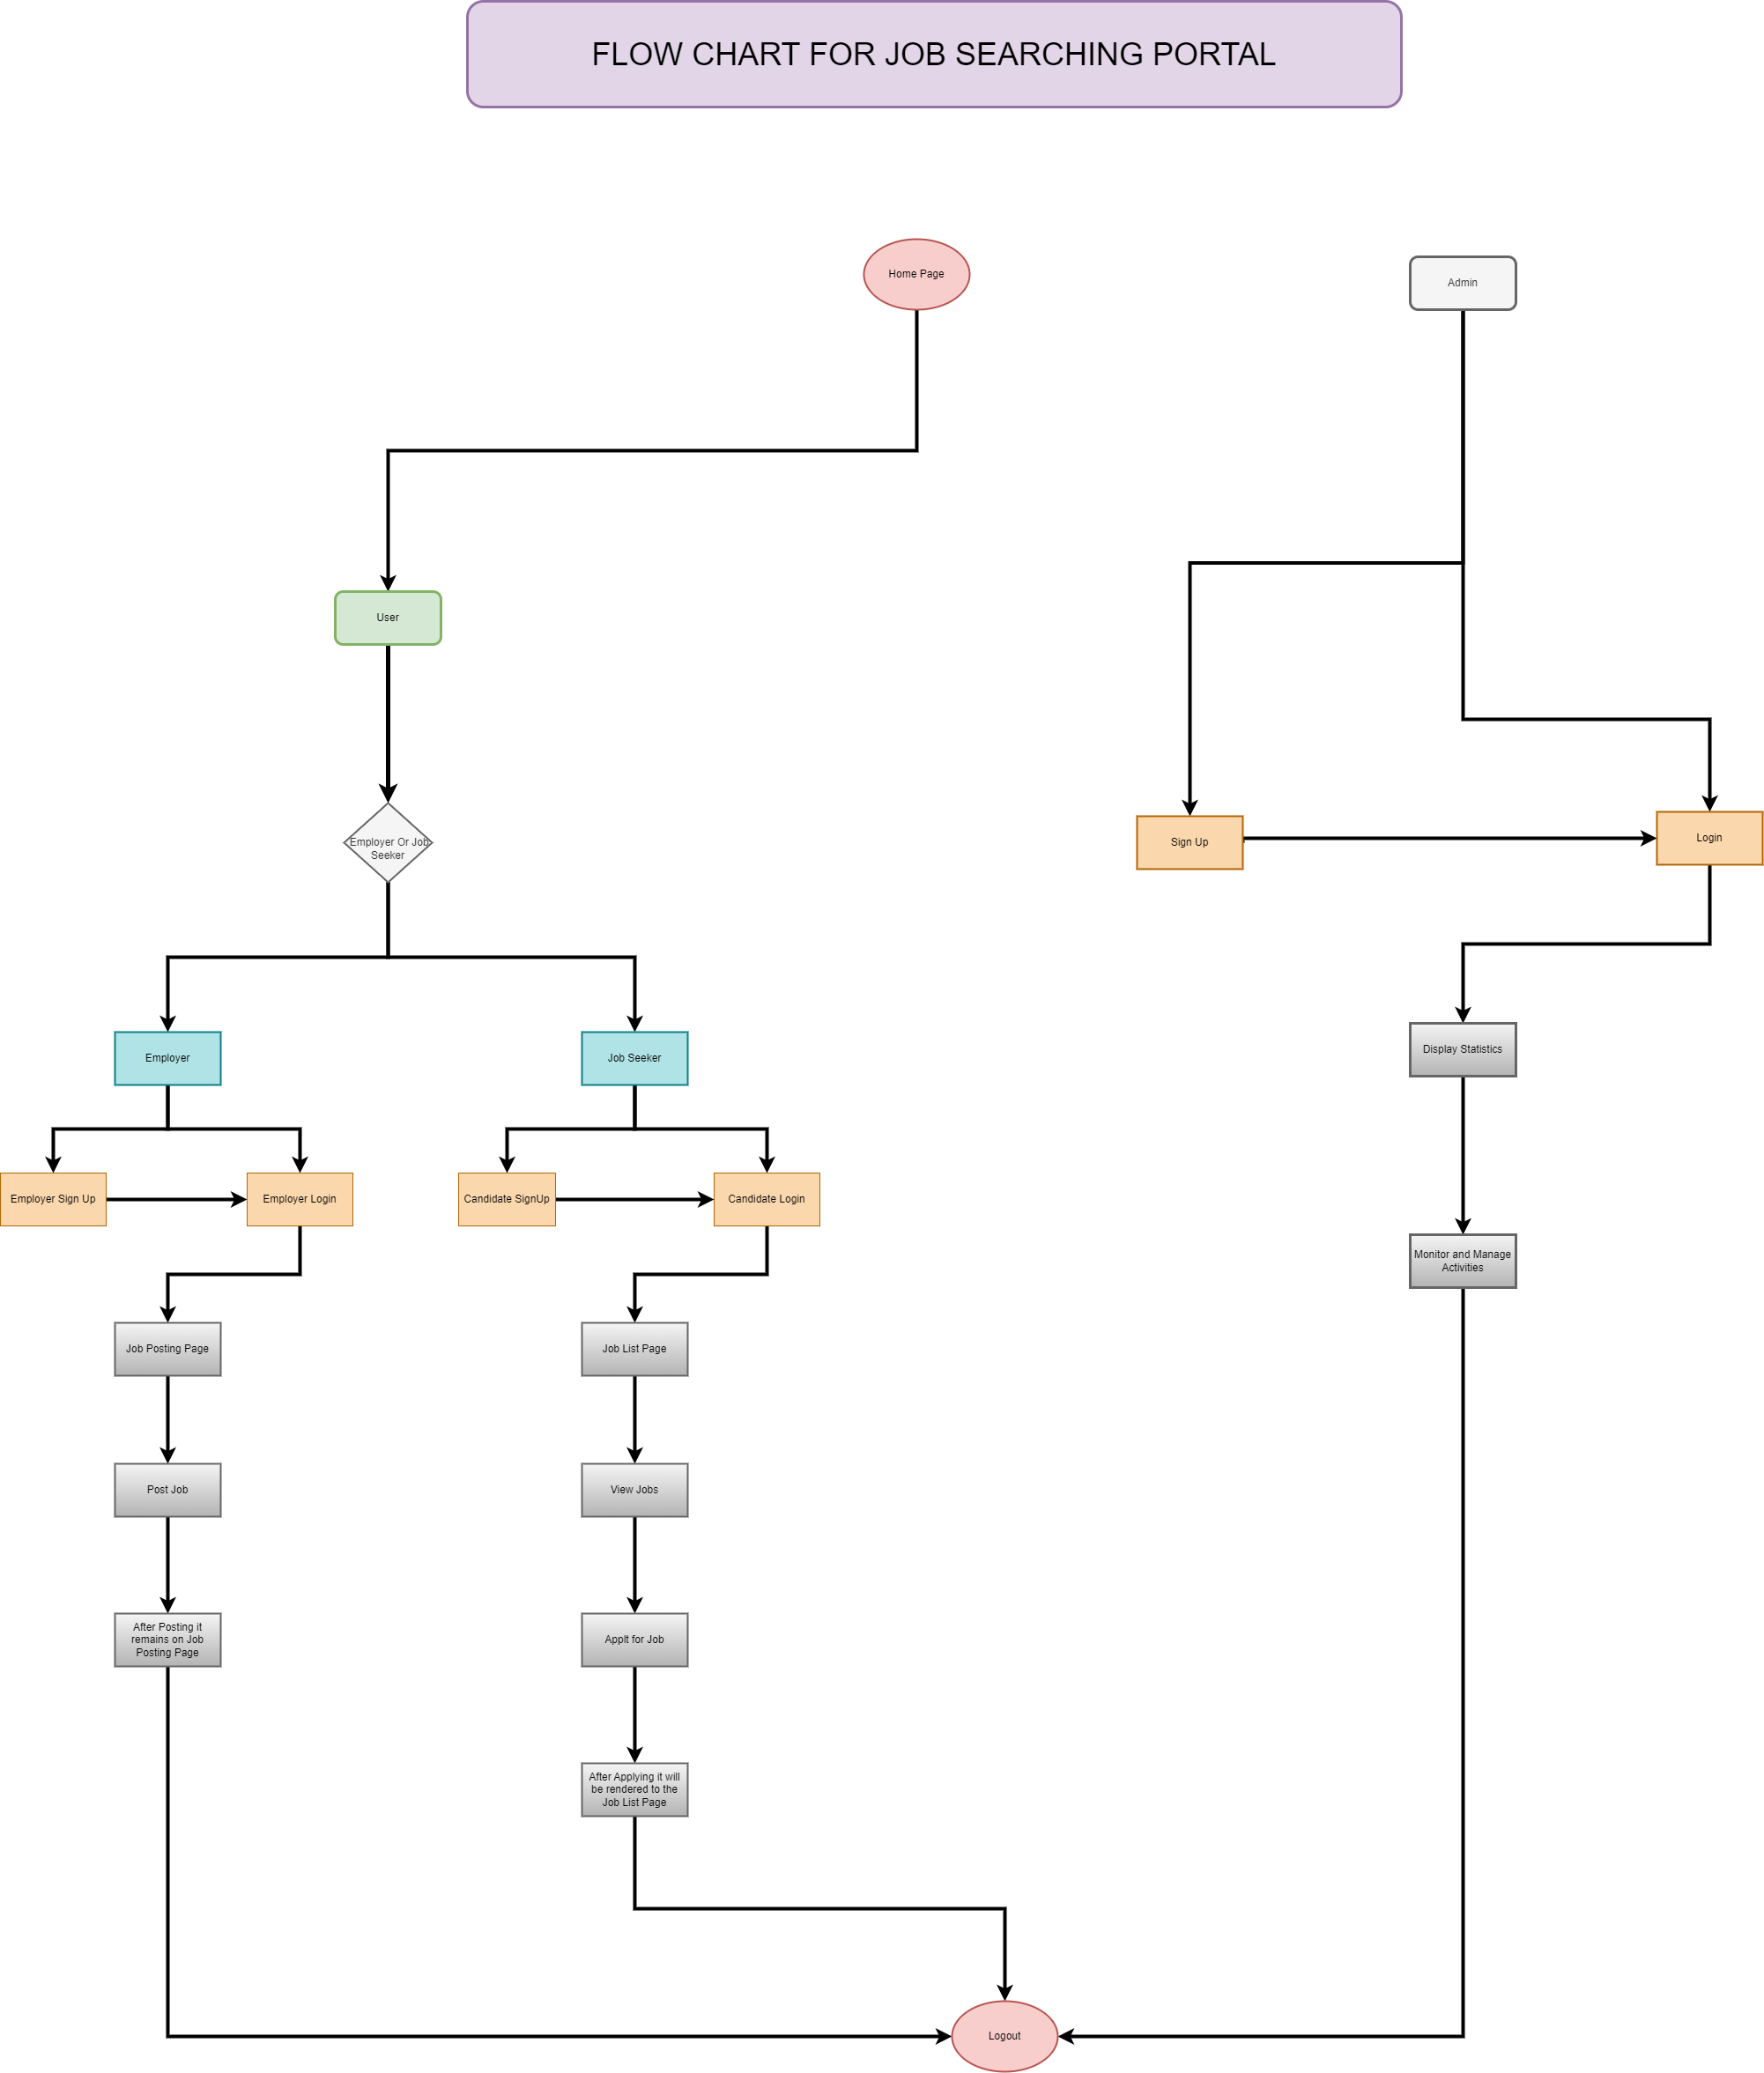 FLOW CHART FOR JOB SEARCHING PORTAL
Home Page
Admin
User
Employer Or Job
Seeker
Sign Up
Login
Employer
Job Seeker
Display Statistics
Employer Sign Up
Employer Login
Candidate SignUp
Candidate Login
Monitor and Manage
Activities
Job Posting Page
Job List Page
Post Job
View Jobs
After Posting it
remains on Job
Posting Page
Applt for Job
After Applying it will
be rendered to the
Job List Page
Logout